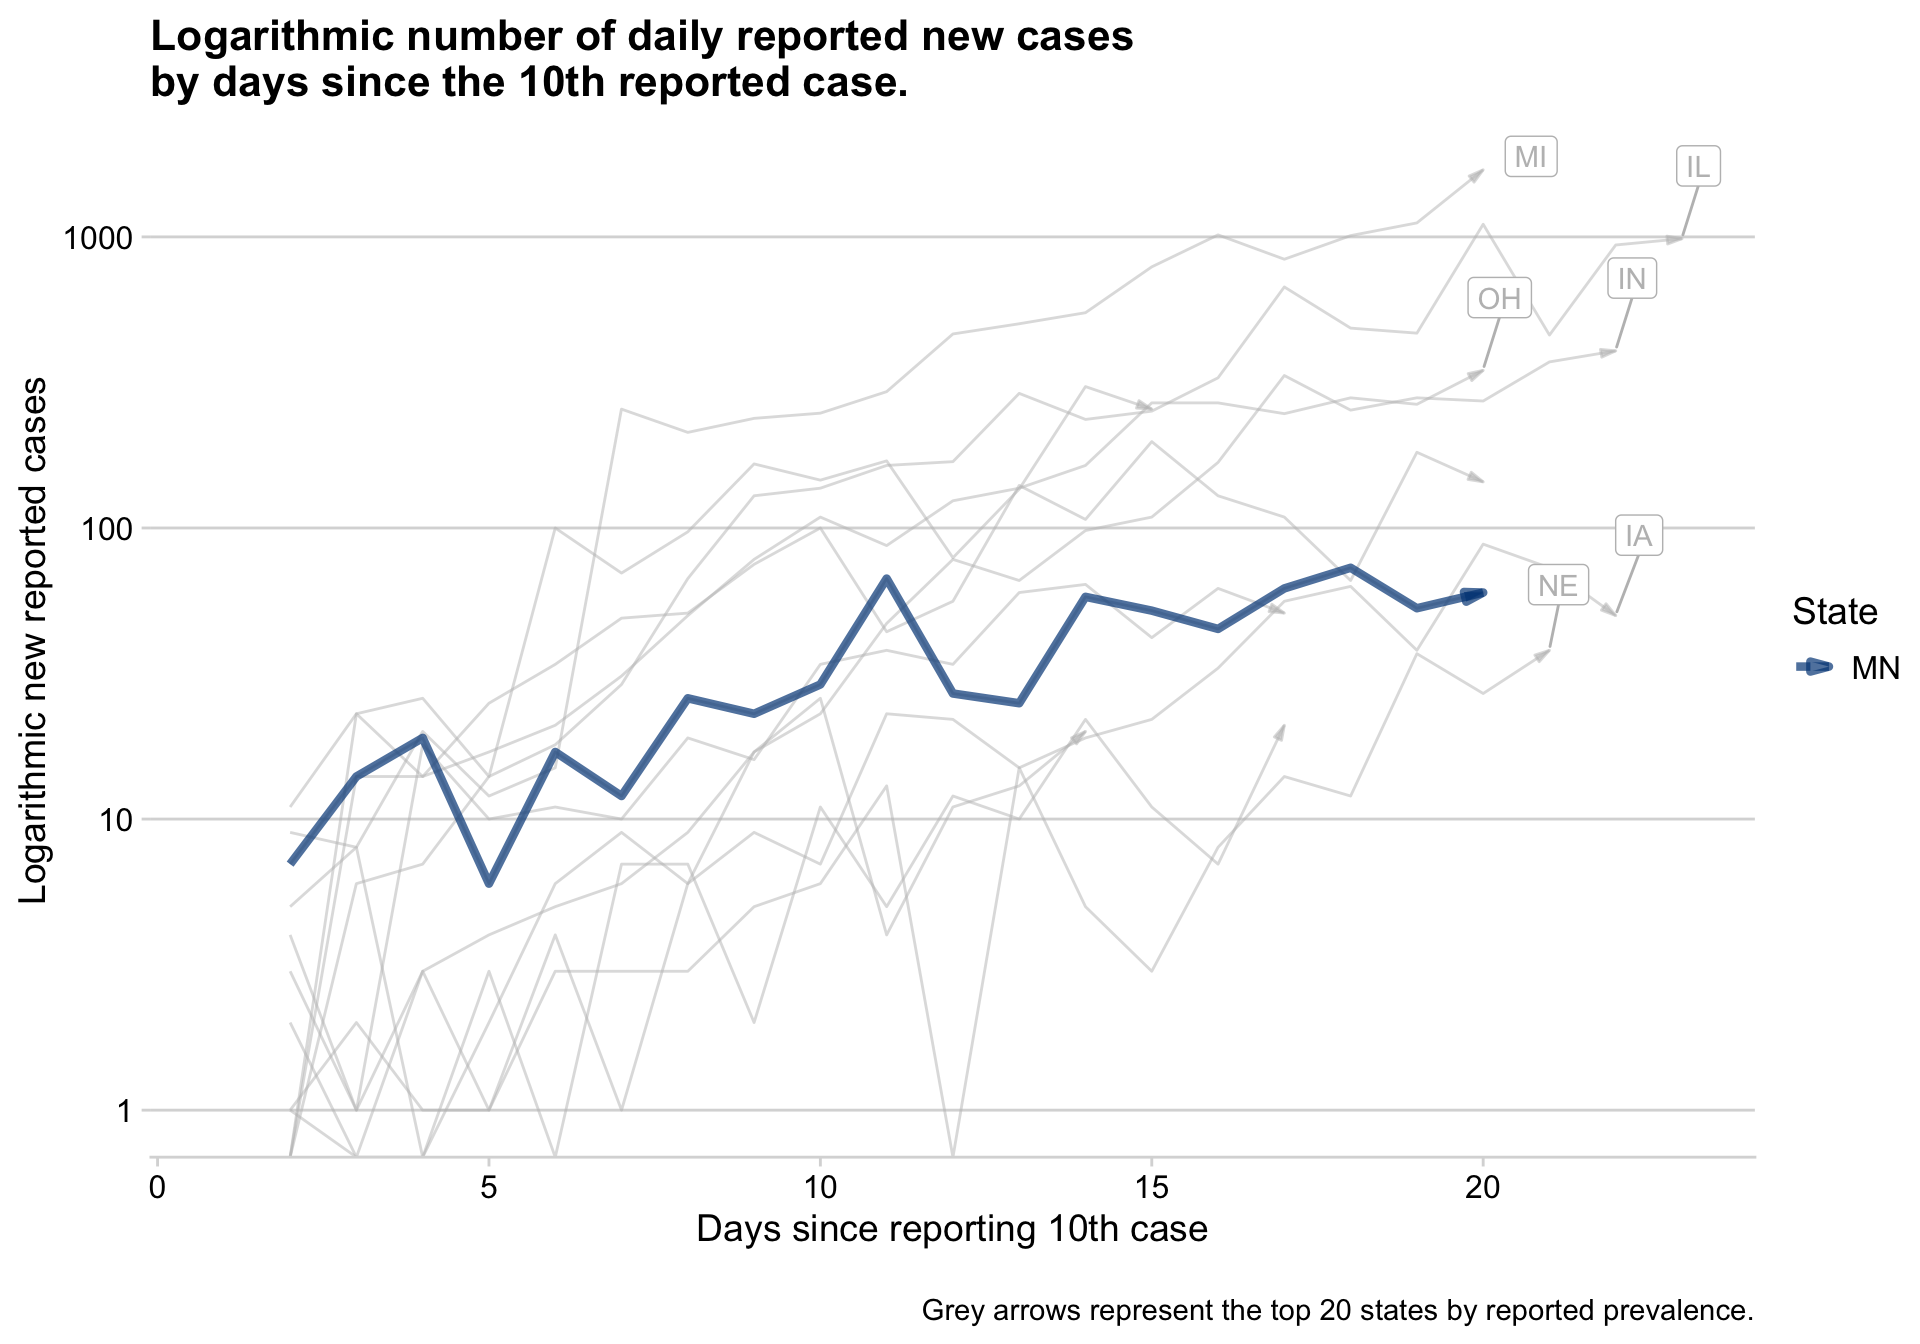 Logarithmic number of daily reported new cases
by days since the 10th reported case.
MI
IL
1000
IN
OH
100
IA
NE
State
MN
10
1
Logarithmic new reported cases
0 5 10 15 20
Days since reporting 10th case
Grey arrows represent the top 20 states by reported prevalence.